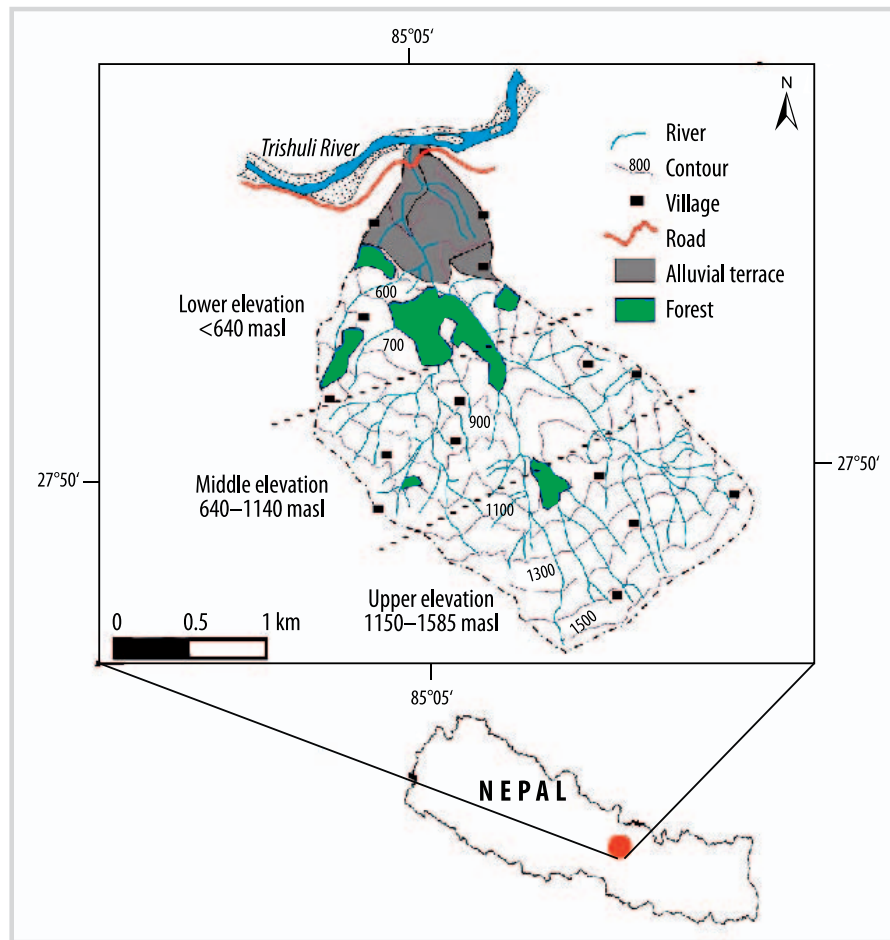 85°05′
N
Trishuli River
River
800 Contour
Village
Road
Alluvial terrace
Forest
600
Lower elevation
<640 masl
700
900
27°50′
27°50′
Middle elevation
640–1140 masl
1100
1300
Upper elevation
1150–1585 masl
1500
0 0.5 1 km
85°05′
NEPAL